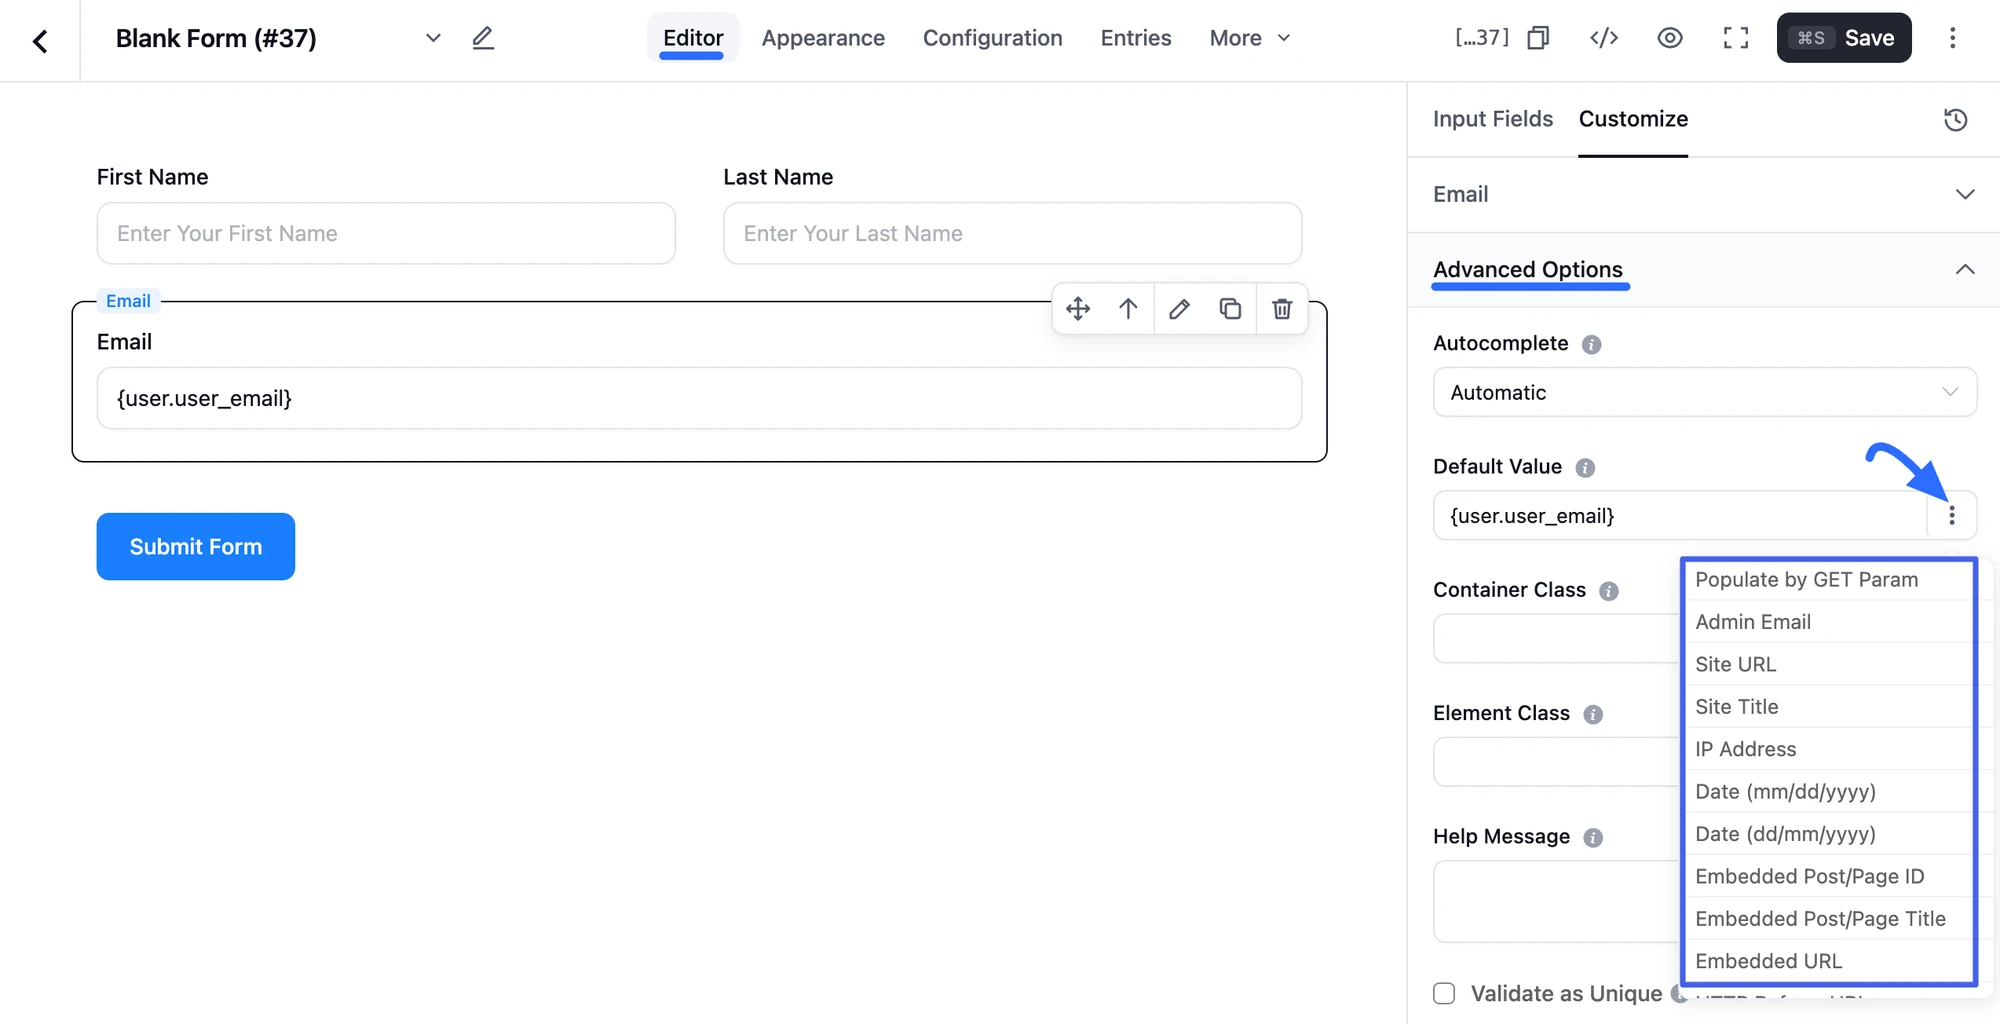 Blank Form (#37)
Editor
Appearance
Configuration
Entries
More
[...37]
⌘S Save
First Name
Enter Your First Name
Last Name
Enter Your Last Name
Email
Email
{user.user_email}
Submit Form
Input Fields
Customize
Email
Advanced Options
Autocomplete
Automatic
Default Value
{user.user_email}
Container Class
Element Class
Help Message
Validate as Unique
Populate by GET Param
Admin Email
Site URL
Site Title
IP Address
Date (mm/dd/yyyy)
Date (dd/mm/yyyy)
Embedded Post/Page ID
Embedded Post/Page Title
Embedded URL